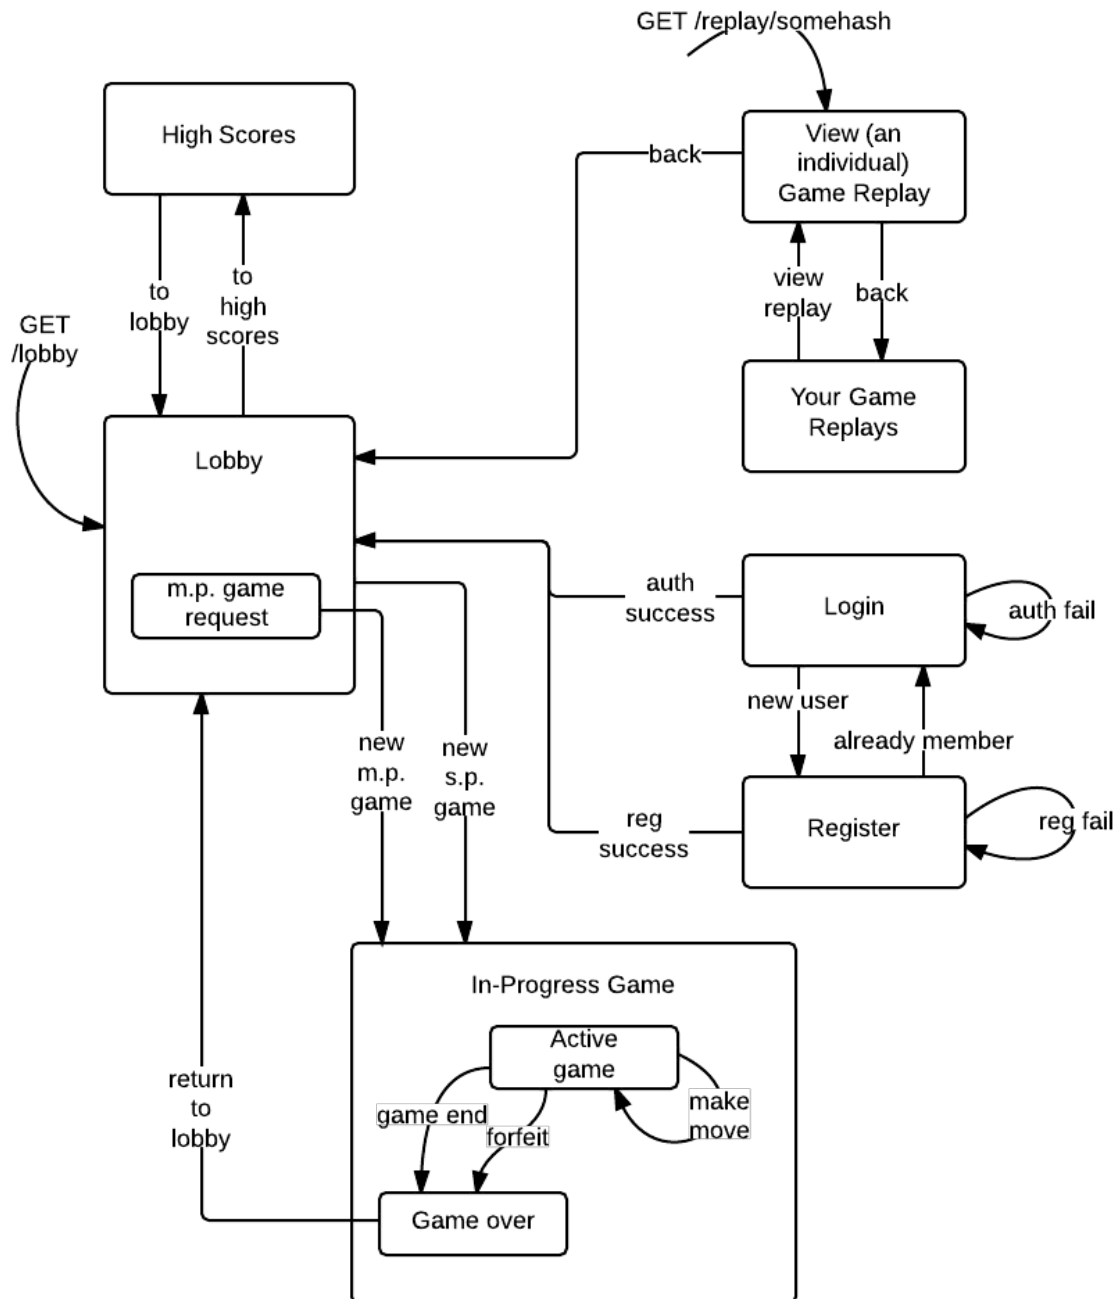 GET /replay/somehash
High Scores
View (an
individual)
Game Replay
back
to
lobby
to
high
scores
view
replay
back
GET
/lobby
Your Game
Replays
Lobby
m.p. game
request
auth
success
Login
auth fail
new user
already member
new
m.p.
game
new
s.p.
game
reg
success
Register
reg fail
In-Progress Game
Active
game
make
move
game end
forfeit
return
to
lobby
Game over